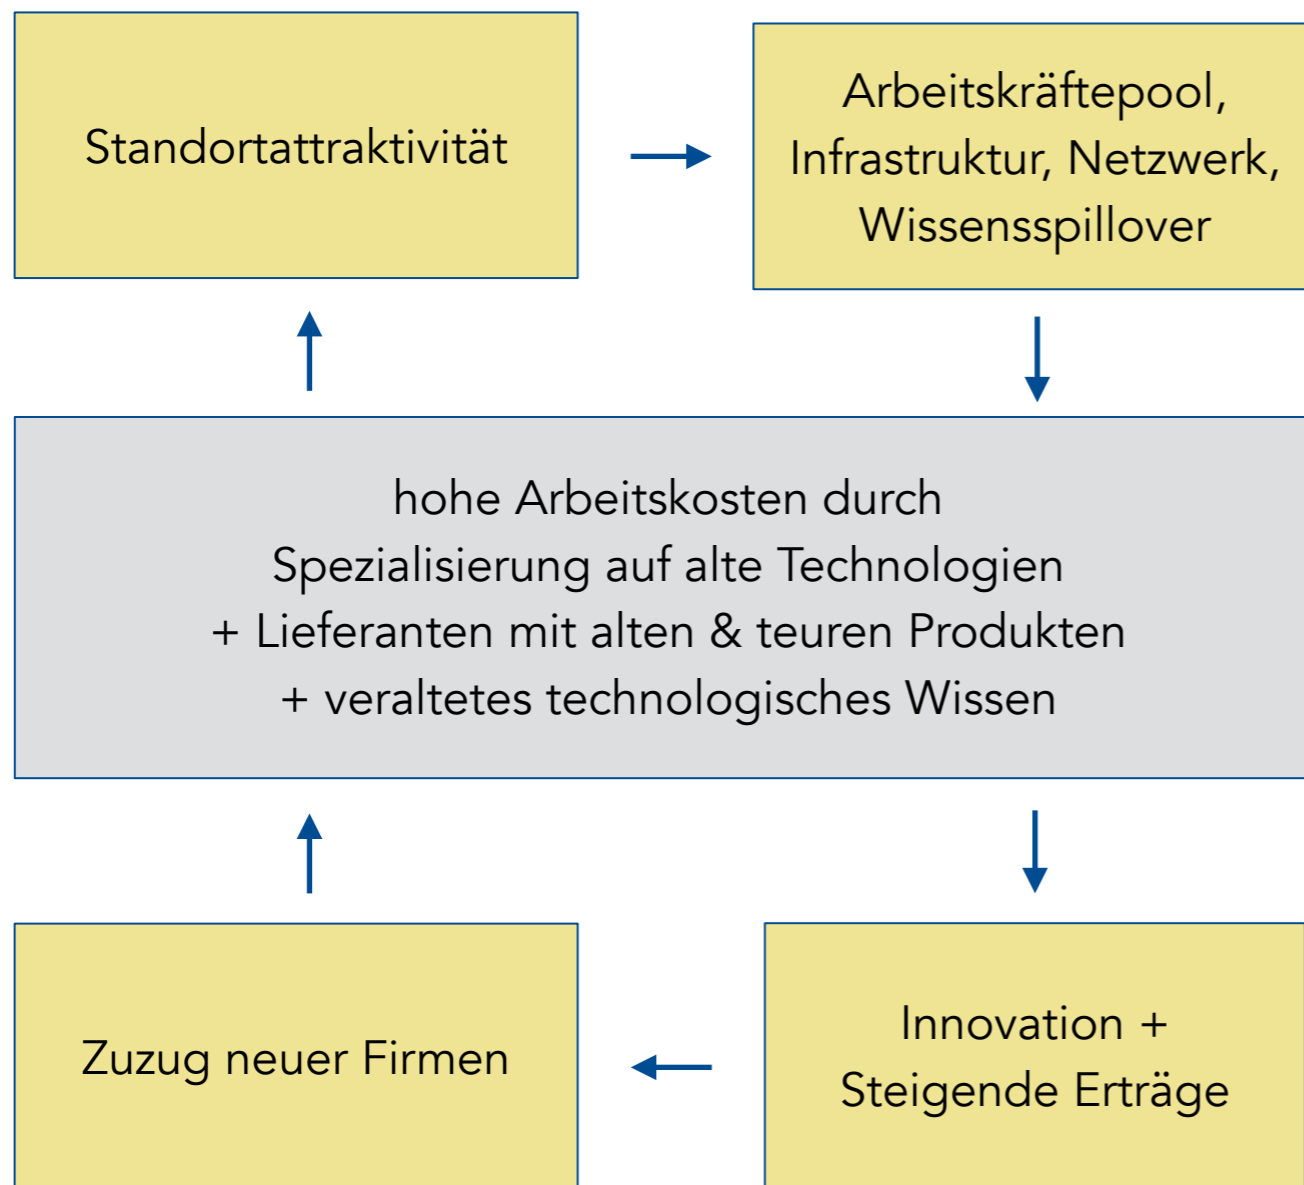 Standortattraktivität
Arbeitskräftepool,
Infrastruktur, Netzwerk,
Wissensspillover
hohe Arbeitskosten durch
Spezialisierung auf alte Technologien
+ Lieferanten mit alten & teuren Produkten
+ veraltetes technologisches Wissen
Zuzug neuer Firmen
Innovation +
Steigende Erträge